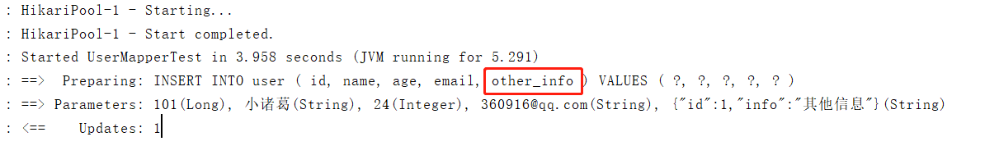 : HikariPool-1 - Starting...
: HikariPool-1 - Start completed.
: Started UserMapperTest in 3.958 seconds (JVM running for 5.291)
: ==>  Preparing: INSERT INTO user ( id, name, age, email, other_info ) VALUES ( ?, ?, ?, ?, ? )
: ==> Parameters: 101(Long), 小诸葛(String), 24(Integer), 360916@qq.com(String), {"id":1,"info":"其他信息"}(String)
: <==    Updates: 1